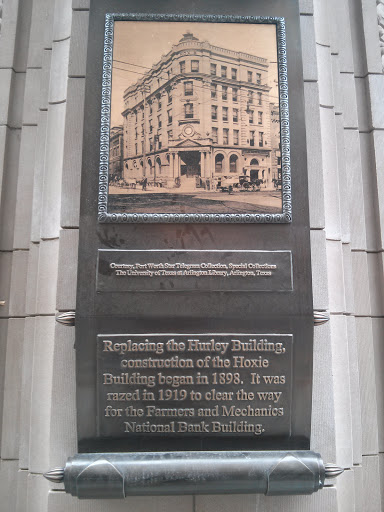 Courtesy, Fort Worth Star Telegram Collection, Special Collections
The University of Texas at Arlington Library, Arlington, Texas
Replacing the Hurley Building,
construction of the Hoxie
Building began in 1898. It was
razed in 1919 to clear the way
for the Farmers and Mechanics
National Bank Building.